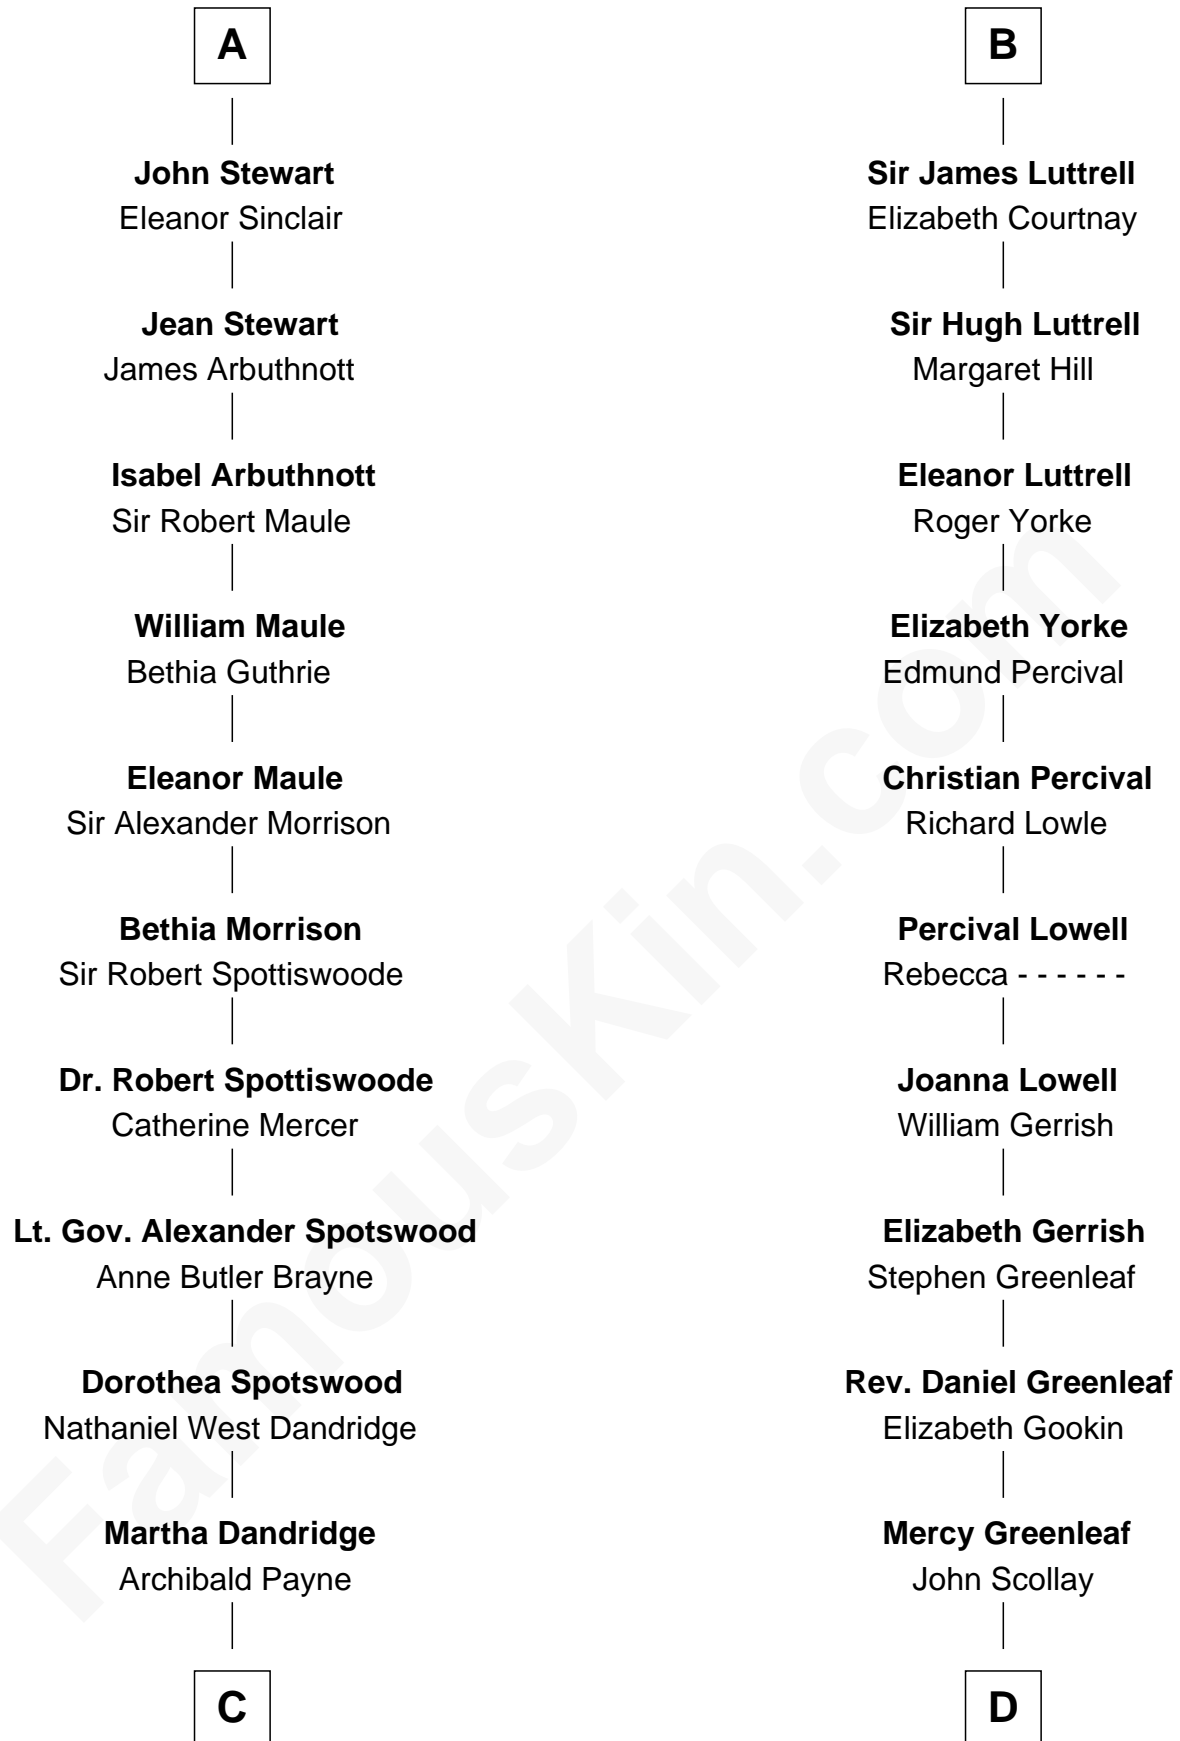 A
John Stewart
Eleanor Sinclair
Jean Stewart
James Arbuthnott
Isabel Arbuthnott
Sir Robert Maule
William Maule
Bethia Guthrie
Eleanor Maule
Sir Alexander Morrison
Bethia Morrison
Sir Robert Spottiswoode
Dr. Robert Spottiswoode
Catherine Mercer
Lt. Gov. Alexander Spotswood
Anne Butler Brayne
Dorothea Spotswood
Nathaniel West Dandridge
Martha Dandridge
Archibald Payne
C
B
Sir James Luttrell
Elizabeth Courtnay
Sir Hugh Luttrell
Margaret Hill
Eleanor Luttrell
Roger Yorke
Elizabeth Yorke
Edmund Percival
Christian Percival
Richard Lowle
Percival Lowell
Rebecca - - - - - -
Joanna Lowell
William Gerrish
Elizabeth Gerrish
Stephen Greenleaf
Rev. Daniel Greenleaf
Elizabeth Gookin
Mercy Greenleaf
John Scollay
D
FamousKin.com